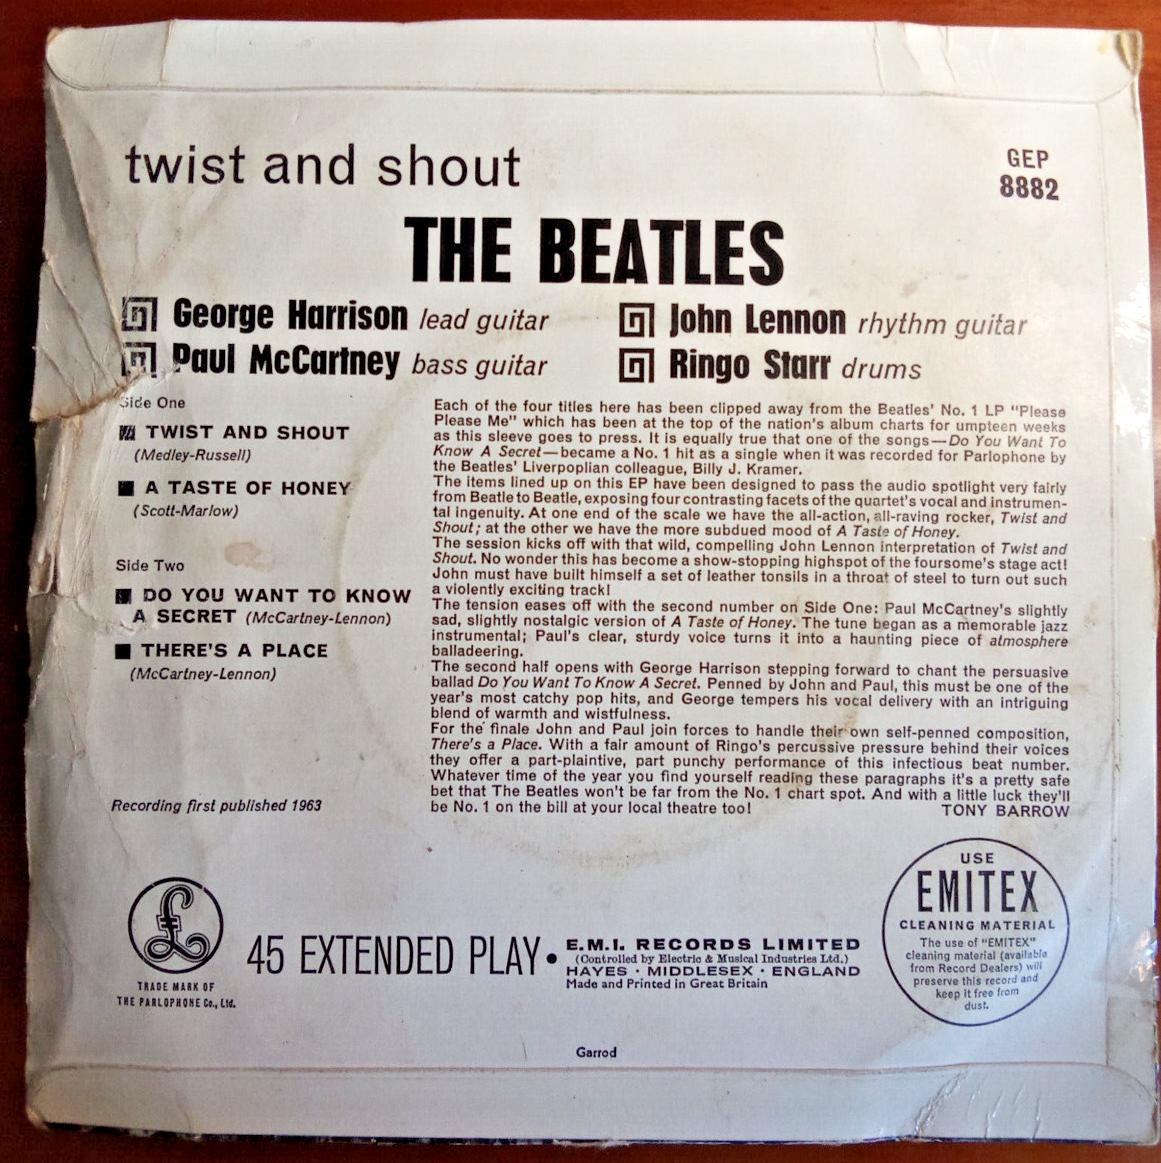 twist and shout
GEP
8882
THE BEATLES
George Harrison lead guitar
John Lennon rhythm guitar
Paul McCartney bass guitar
Ringo Starr drums
Side One
TWIST AND SHOUT
(Medley-Russell)
A TASTE OF HONEY
(Scott-Marlow)
Side Two
DO YOU WANT TO KNOW
A SECRET (McCartney-Lennon)
THERE'S A PLACE
(McCartney-Lennon)
Recording first published 1963
Each of the four titles here has been clipped away from the Beatles' No. 1 LP "Please
Please Me" which has been at the top of the nation's album charts for umpteen weeks
as this sleeve goes to press. It is equally true that one of the songs—Do You Want To
Know A Secret—became a No. 1 hit as a single when it was recorded for Parlophone by
the Beatles' Liverpoplian colleague, Billy J. Kramer.
The items lined up on this EP have been designed to pass the audio spotlight very fairly
from Beatle to Beatle, exposing four contrasting facets of the quartet's vocal and instrumen-
tal ingenuity. At one end of the scale we have the all-action, all-raving rocker, Twist and
Shout; at the other we have the more subdued mood of A Taste of Honey.
The session kicks off with that wild, compelling John Lennon interpretation of Twist and
Shout. No wonder this has become a show-stopping highspot of the foursome's stage act!
John must have built himself a set of leather tonsils in a throat of steel to turn out such
a violently exciting track!
The tension eases off with the second number on Side One: Paul McCartney's slightly
sad, slightly nostalgic version of A Taste of Honey. The tune began as a memorable jazz
instrumental; Paul's clear, sturdy voice turns it into a haunting piece of atmosphere
balladeering.
The second half opens with George Harrison stepping forward to chant the persuasive
ballad Do You Want To Know A Secret. Penned by John and Paul, this must be one of the
year's most catchy pop hits, and George tempers his vocal delivery with an intriguing
blend of warmth and wistfulness.
For the finale John and Paul join forces to handle their own self-penned composition,
There's a Place. With a fair amount of Ringo's percussive pressure behind their voices
they offer a part-plaintive, part punchy performance of this infectious beat number.
Whatever time of the year you find yourself reading these paragraphs it's a pretty safe
bet that The Beatles won't be far from the No. 1 chart spot. And with a little luck they'll
be No. 1 on the bill at your local theatre too!
TONY BARROW
£
TRADE MARK OF
THE PARLOPHONE Co., Ltd.
45 EXTENDED PLAY •
E.M.I. RECORDS LIMITED
(Controlled by Electric & Musical Industries Ltd.)
HAYES · MIDDLESEX · ENGLAND
Made and Printed in Great Britain
USE
EMITEX
CLEANING MATERIAL
The use of "EMITEX"
cleaning material (available
from Record Dealers) will
preserve this record and
keep it free from
dust.
Garrod